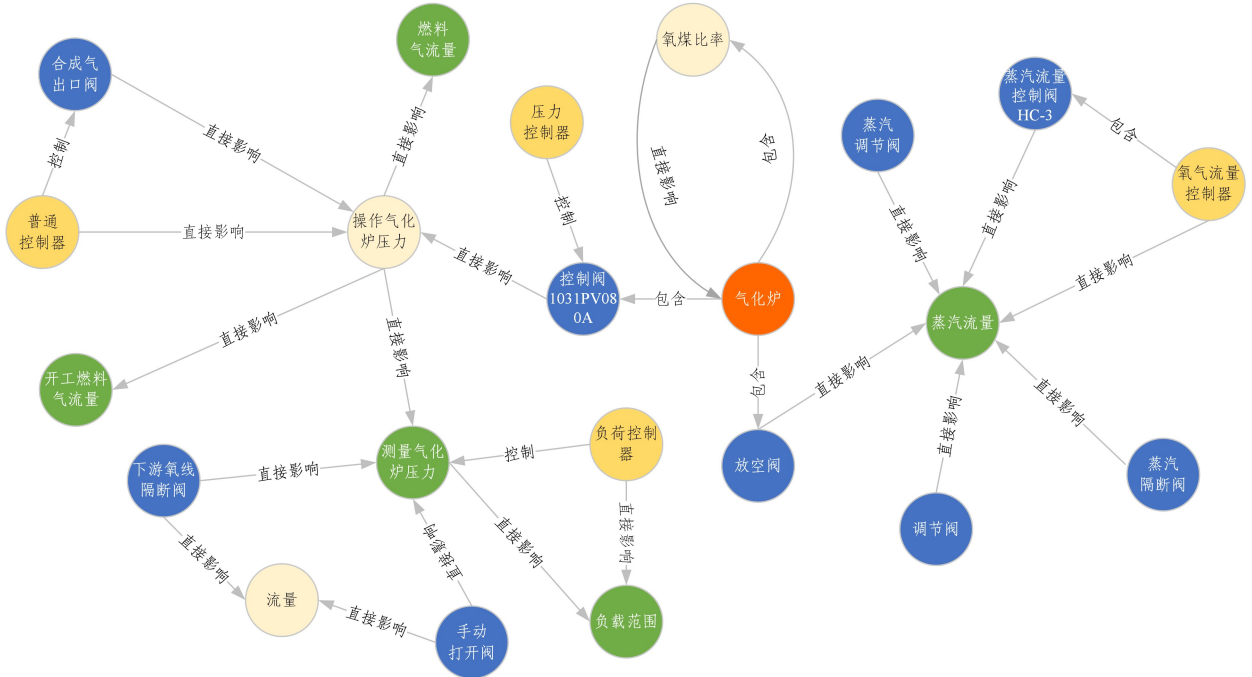 燃料
气流量
氧煤比率
合成气
出口阀
蒸汽流量
控制阀
HC-3
压力
控制器
蒸汽
调节阀
直接影响
直接影响
控制
包含
包含
直接影响
氧气流量
控制器
普通
控制器
直接影响
操作气化
炉压力
控制
直接影响
直接影响
直接影响
控制阀
1031PV08
0A
包含
气化炉
直接影响
蒸汽流量
直接影响
直接影响
开工燃料
气流量
包含
直接影响
直接影响
直接影响
负荷控制
器
测量气化
炉压力
控制
放空阀
下游氧线
隔断阀
直接影响
蒸汽
隔断阀
直接影响
直接影响
调节阀
直接影响
直接影响
流量
直接影响
手动
打开阀
负载范围